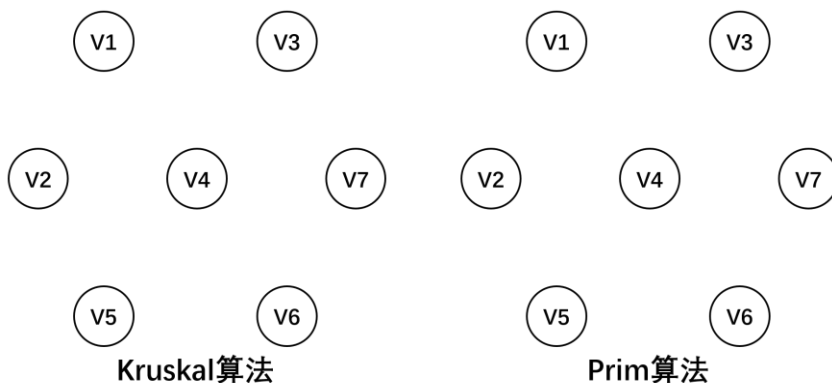 V1 V3 V1 V3
V2 V4 V7 V2 V4 V7
V5 V6 V5 V6
Kruskal算法 Prim算法